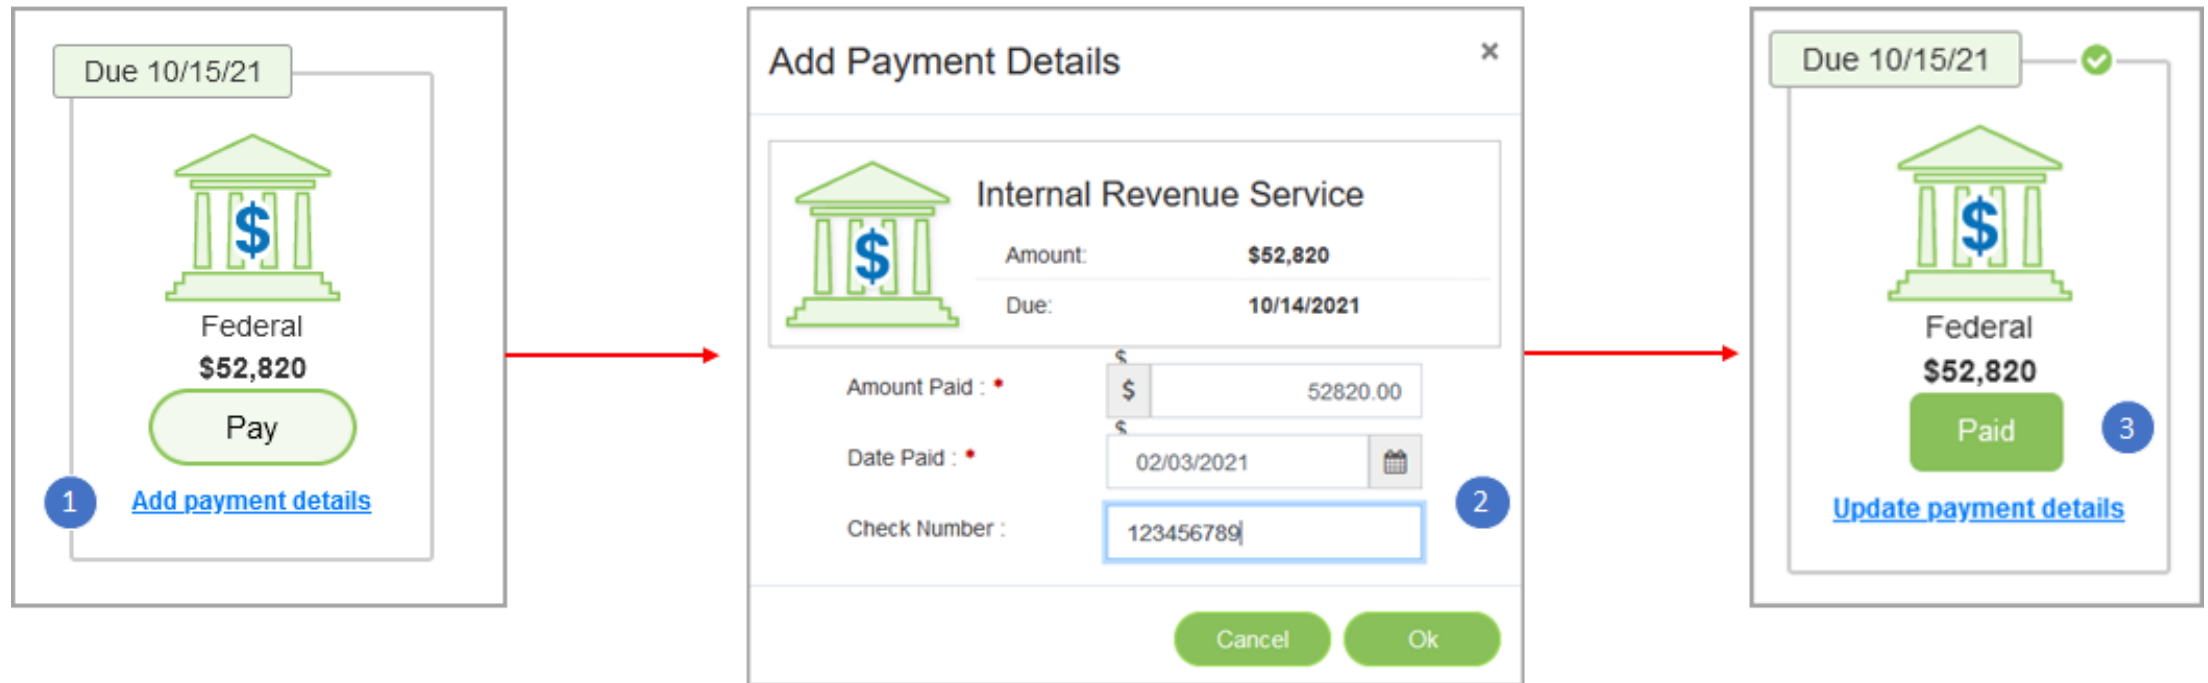 Due 10/15/21
$
Federal
$52,820
Pay
1
Add payment details
Add Payment Details ×
$
Internal Revenue Service
Amount: $52,820
Due: 10/14/2021
$
Amount Paid : • $ 52820.00
$
Date Paid : • 02/03/2021
2
Check Number : 123456789
Cancel Ok
Due 10/15/21
$
Federal
$52,820
Paid
3
Update payment details